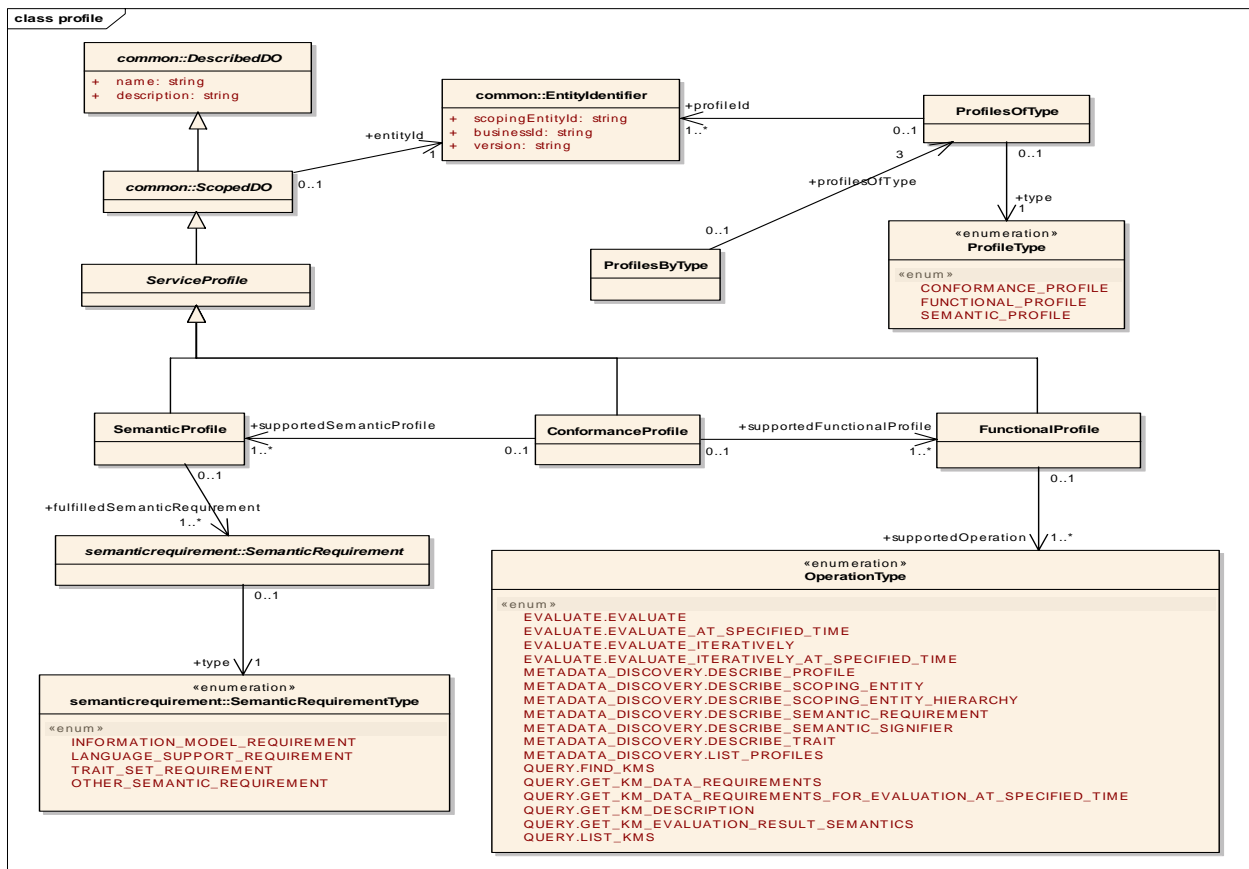 class profile
common::DescribedDO
+ name: string
+ description: string
common::EntityIdentifier
+ scopingEntityId: string
+ businessId: string
+ version: string
+profileId
1..*
0..1
ProfilesOfType
+entityId
1
0..1
common::ScopedDO
3
+profilesOfType
0..1
0..1
+type
1
«enumeration»
ProfileType
«enum»
CONFORMANCE_PROFILE
FUNCTIONAL_PROFILE
SEMANTIC_PROFILE
ProfilesByType
ServiceProfile
SemanticProfile
+supportedSemanticProfile
1..*
0..1
ConformanceProfile
+supportedFunctionalProfile
0..1
1..*
FunctionalProfile
0..1
+fulfilledSemanticRequirement
1..*
0..1
+supportedOperation
1..*
semanticrequirement::SemanticRequirement
0..1
+type
1
«enumeration»
semanticrequirement::SemanticRequirementType
«enum»
INFORMATION_MODEL_REQUIREMENT
LANGUAGE_SUPPORT_REQUIREMENT
TRAIT_SET_REQUIREMENT
OTHER_SEMANTIC_REQUIREMENT
«enumeration»
OperationType
«enum»
EVALUATE.EVALUATE
EVALUATE.EVALUATE_AT_SPECIFIED_TIME
EVALUATE.EVALUATE_ITERATIVELY
EVALUATE.EVALUATE_ITERATIVELY_AT_SPECIFIED_TIME
METADATA_DISCOVERY.DESCRIBE_PROFILE
METADATA_DISCOVERY.DESCRIBE_SCOPING_ENTITY
METADATA_DISCOVERY.DESCRIBE_SCOPING_ENTITY_HIERARCHY
METADATA_DISCOVERY.DESCRIBE_SEMANTIC_REQUIREMENT
METADATA_DISCOVERY.DESCRIBE_SEMANTIC_SIGNIFIER
METADATA_DISCOVERY.DESCRIBE_TRAIT
METADATA_DISCOVERY.LIST_PROFILES
QUERY.FIND_KMS
QUERY.GET_KM_DATA_REQUIREMENTS
QUERY.GET_KM_DATA_REQUIREMENTS_FOR_EVALUATION_AT_SPECIFIED_TIME
QUERY.GET_KM_DESCRIPTION
QUERY.GET_KM_EVALUATION_RESULT_SEMANTICS
QUERY.LIST_KMS